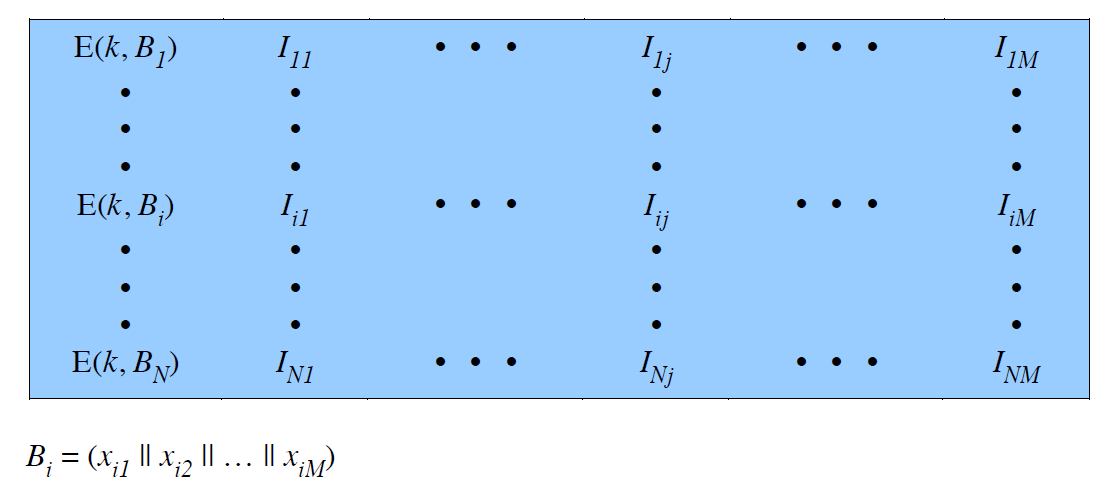 E(k, B1) I11 • • • I1j • • • I1M
• • • •
• • • •
• • • •
E(k, Bi) Ii1 • • • Iij • • • IiM
• • • •
• • • •
• • • •
E(k, BN) IN1 • • • INj • • • INM
Bi = (xi1 || xi2 || … || xiM)